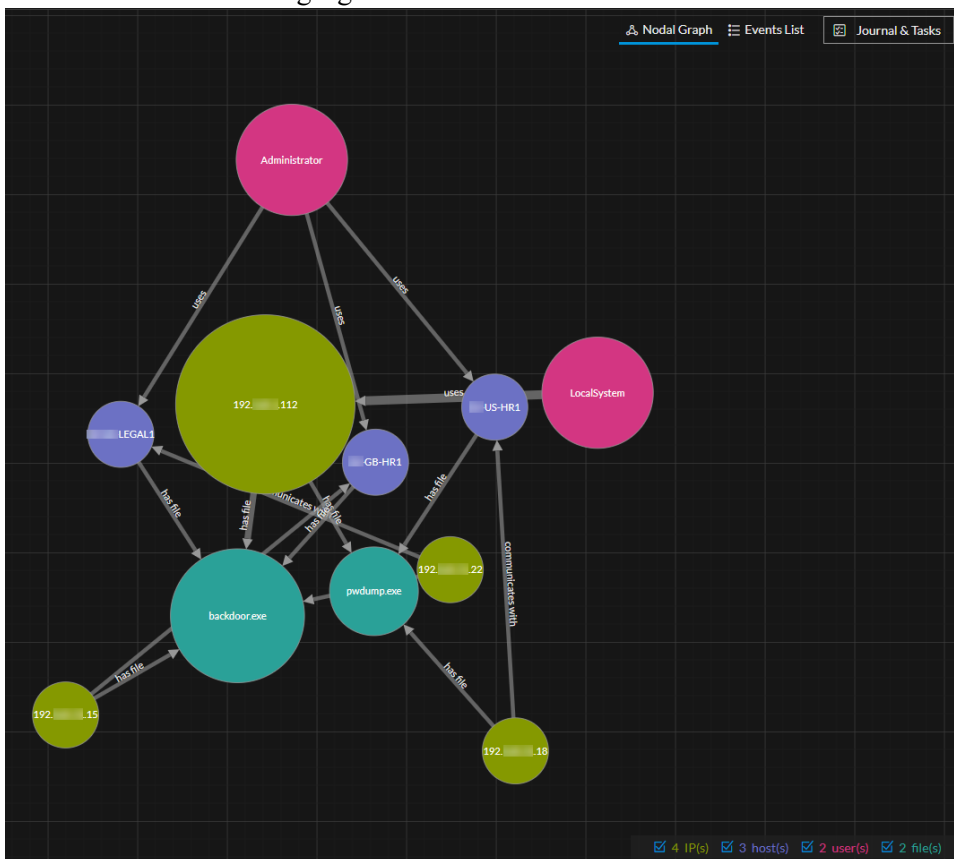 Nodal Graph Events List Journal & Tasks
Administrator
uses
uses
uses
192. .112
uses
US-HR1
LocalSystem
LEGAL1
GB-HR1
has file
has file
has file
has file
has file
192. .22
communicates with
pwdump.exe
backdoor.exe
has file
has file
192. .15
192. .18
4 IP(s) 3 host(s) 2 user(s) 2 file(s)